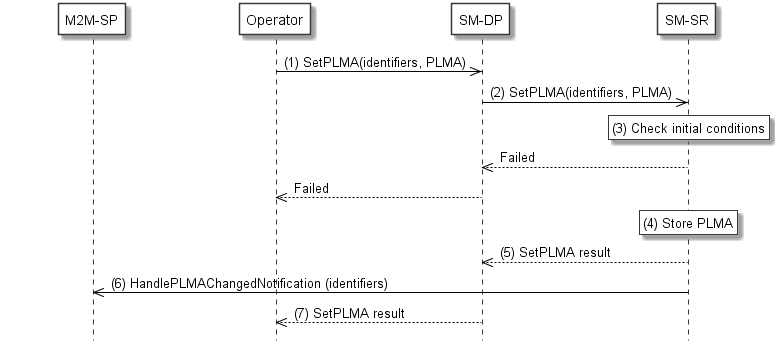 M2M-SP
Operator
SM-DP
SM-SR
(1) SetPLMA(identifiers, PLMA)
(2) SetPLMA(identifiers, PLMA)
(3) Check initial conditions
Failed
Failed
(4) Store PLMA
(5) SetPLMA result
(6) HandlePLMAChangedNotification (identifiers)
(7) SetPLMA result